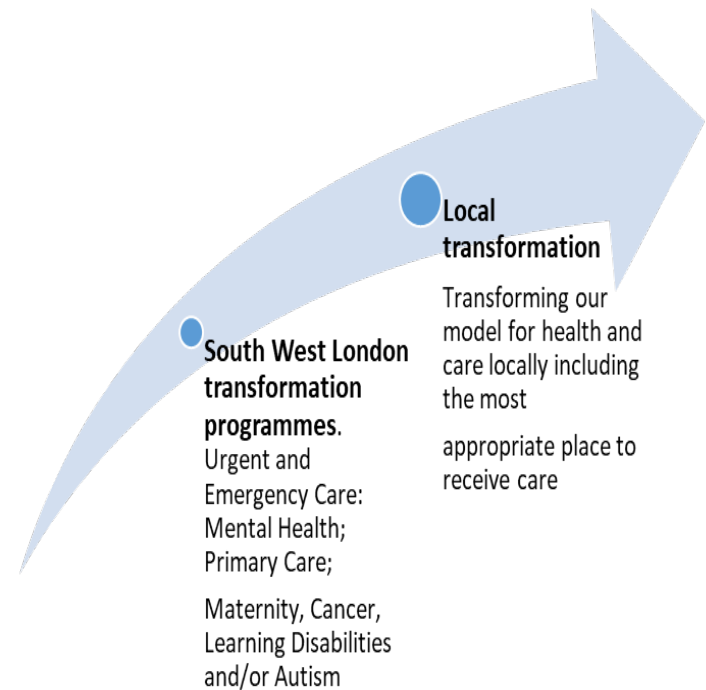 Local
transformation
Transforming our
model for health and
care locally including
the most
appropriate place to
receive care
South West London
transformation
programmes.
Urgent and
Emergency Care:
Mental Health;
Primary Care;
Maternity, Cancer,
Learning Disabilities
and/or Autism